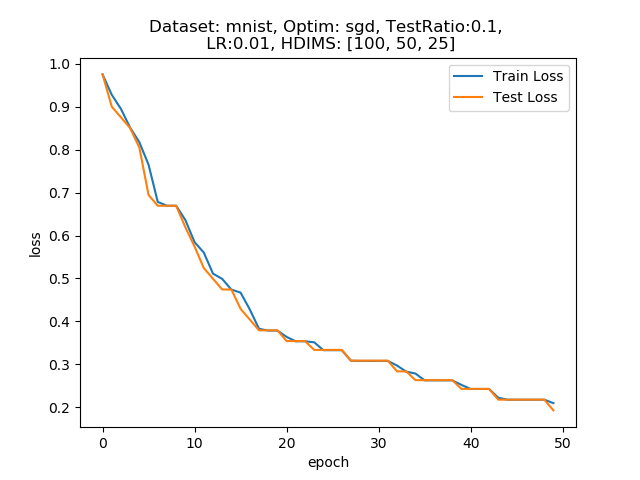 Dataset: mnist, Optim: sgd, TestRatio:0.1,
LR:0.01, HDIMS: [100, 50, 25]
Train Loss
Test Loss
1.0
0.9
0.8
0.7
0.6
0.5
0.4
0.3
0.2
loss
0 10 20 30 40 50
epoch